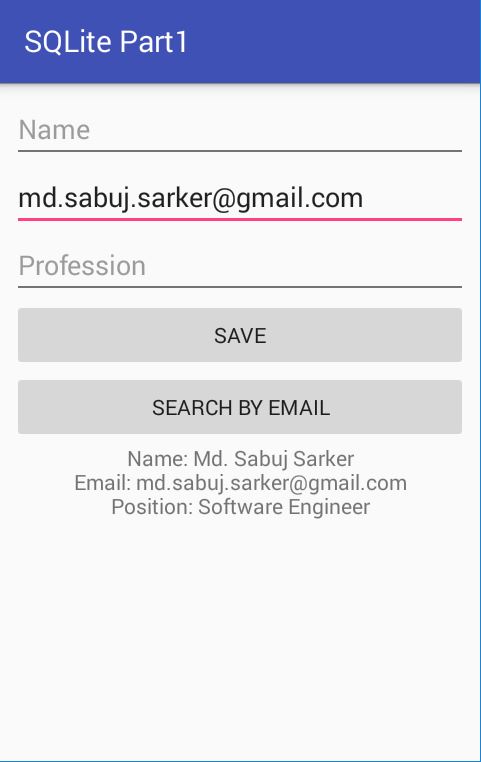 SQLite Part1
Name
md.sabuj.sarker@gmail.com
Profession
SAVE
SEARCH BY EMAIL
Name: Md. Sabuj Sarker
Email: md.sabuj.sarker@gmail.com
Position: Software Engineer